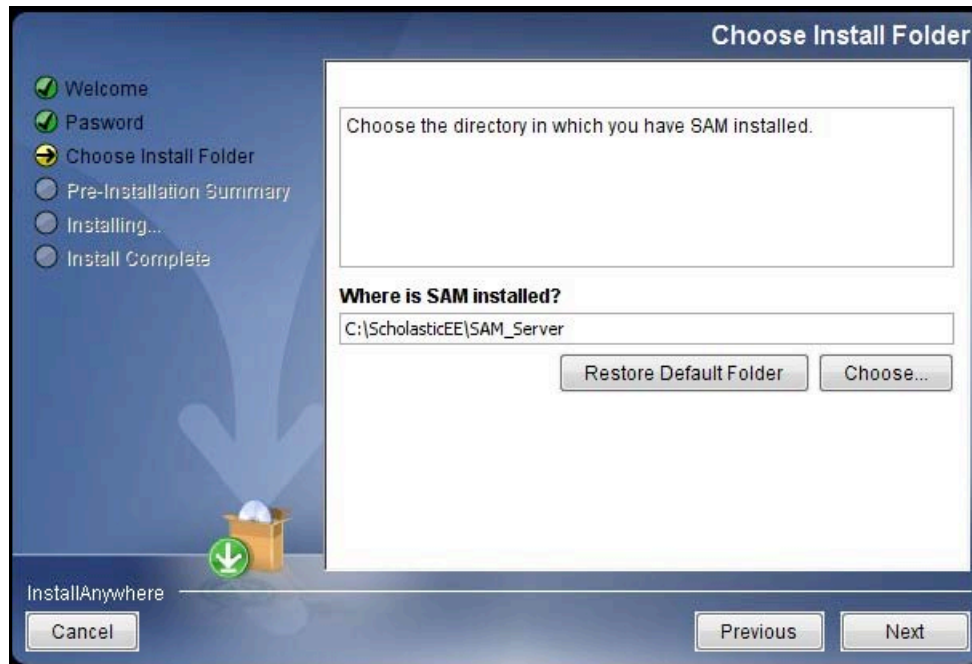 Choose Install Folder
Welcome
Pasword
Choose Install Folder
Pre-Installation Summary
Installing...
Install Complete
Choose the directory in which you have SAM installed.
Where is SAM installed?
C:\ScholasticEE\SAM_Server
Restore Default Folder
Choose...
InstallAnywhere
Cancel
Previous
Next